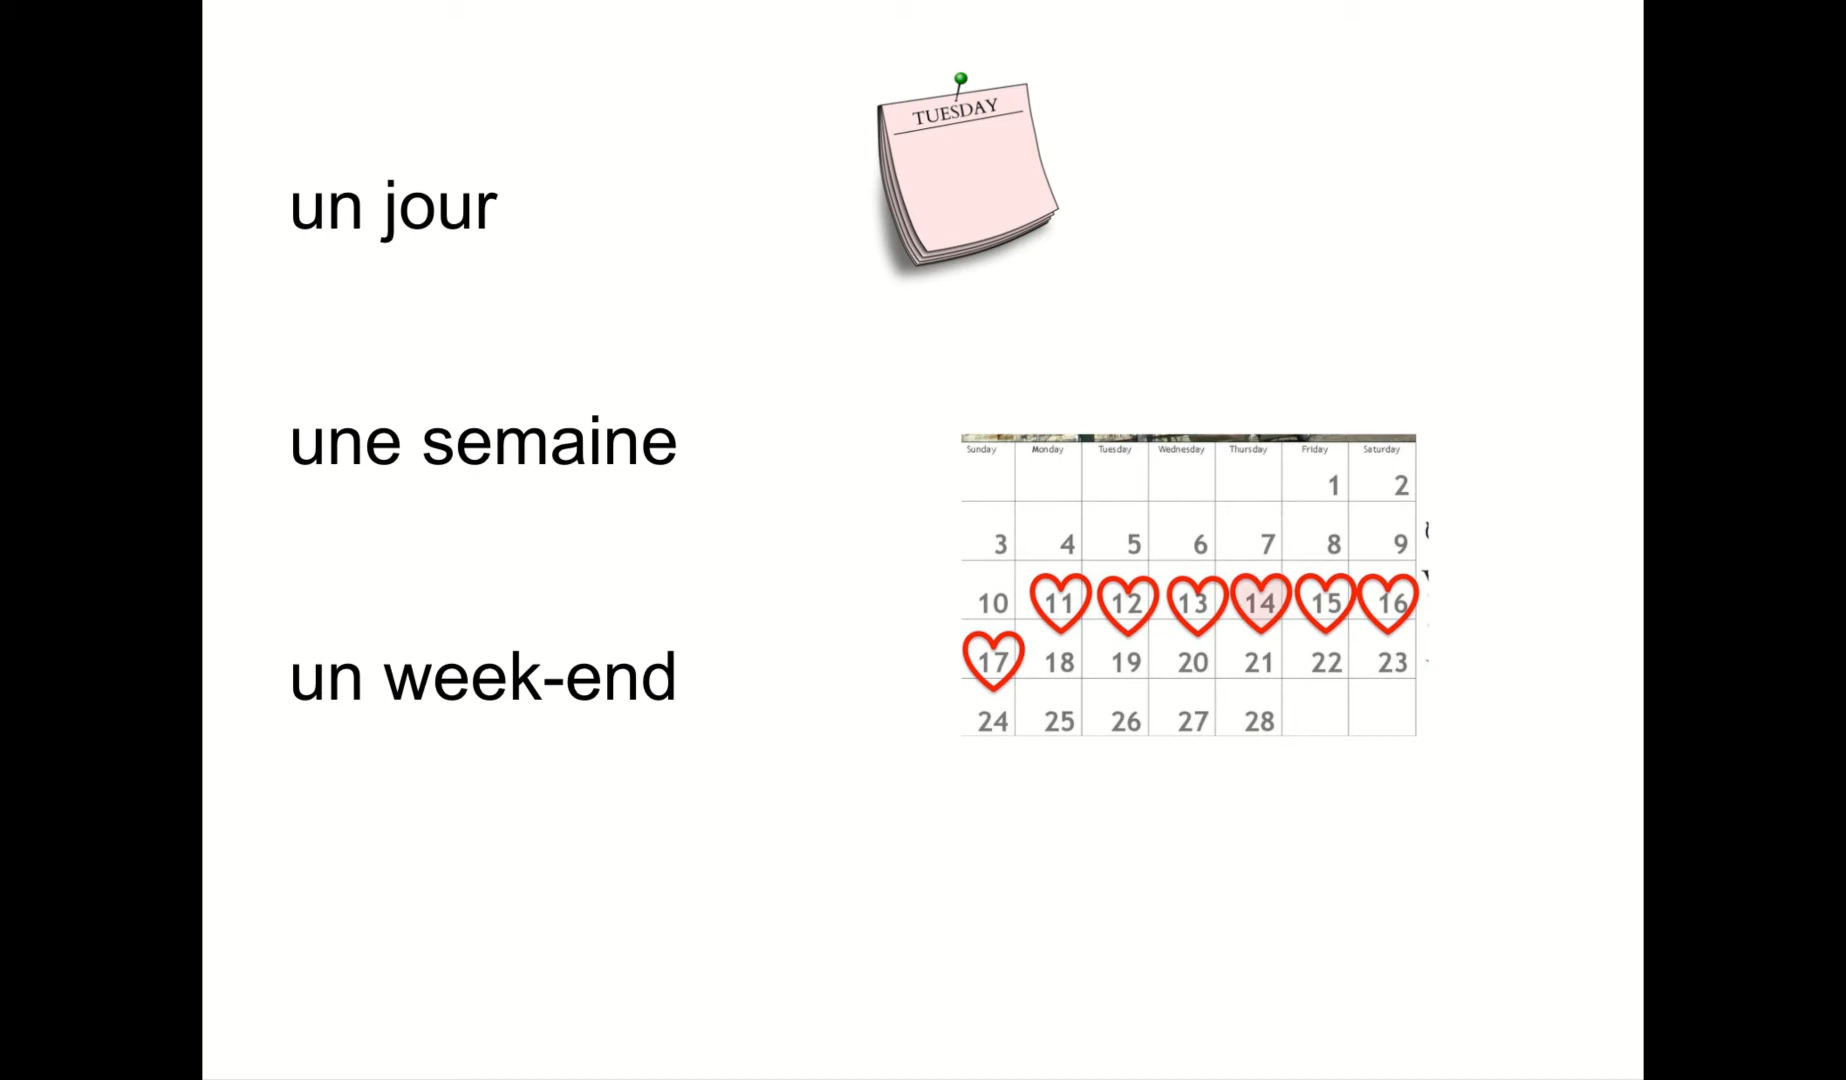 TUESDAY
un jour
une semaine
un week-end
Sunday Monday Tuesday Wednesday Thursday Friday Saturday
1 2
3 4 5 6 7 8 9
10 11 12 13 14 15 16
17 18 19 20 21 22 23
24 25 26 27 28